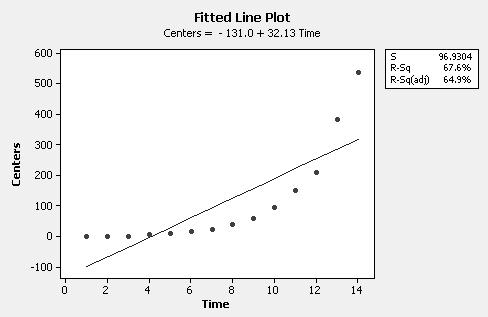 Fitted Line Plot
Centers = - 131.0 + 32.13 Time
S 96.9304
R-Sq 67.6%
R-Sq(adj) 64.9%
Centers
600
500
400
300
200
100
0
-100
0 2 4 6 8 10 12 14
Time